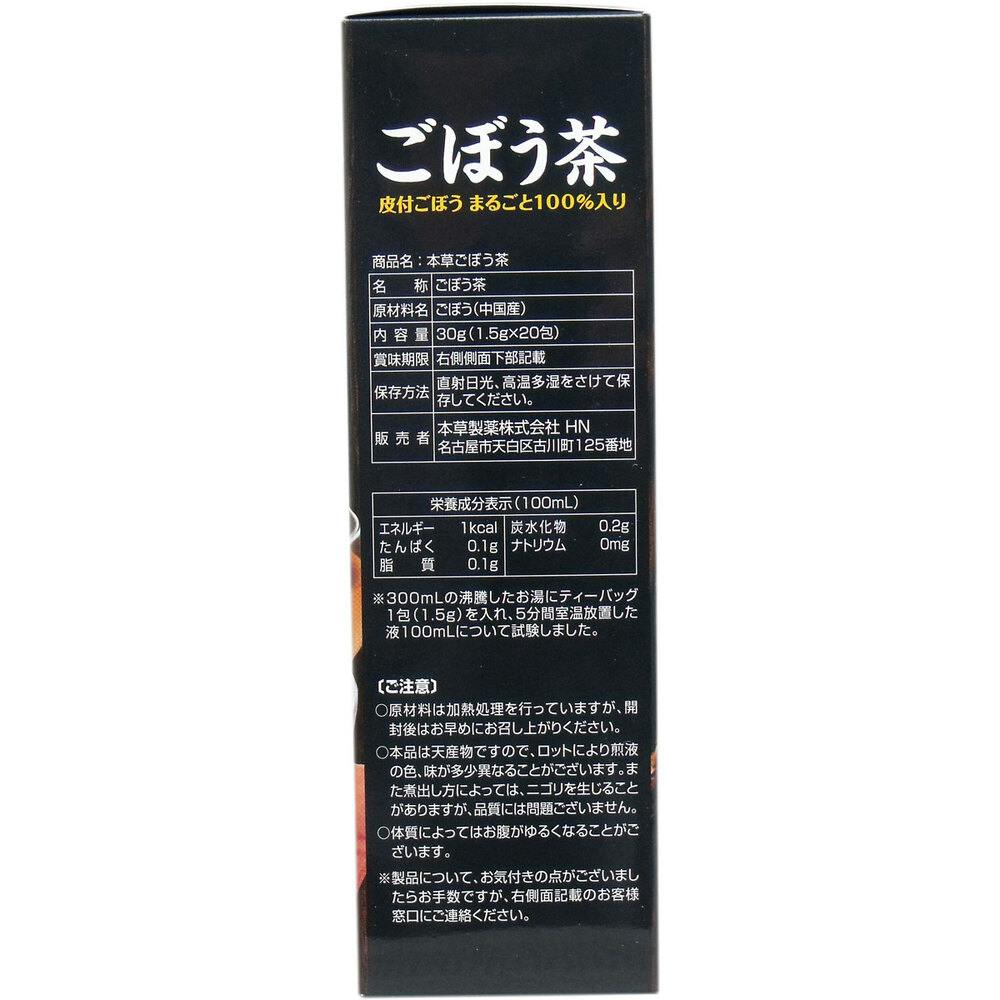 ごぼう茶
皮付ごぼう まるごと100%入り
商品名：本草ごぼう茶
名　称 ごぼう茶
原材料名 ごぼう(中国産)
内容量 30g(1.5g×20包)
賞味期限 右側側面下部記載
保存方法 直射日光、高温多湿をさけて保
存してください。
販売者 本草製薬株式会社 HN
名古屋市天白区古川町125番地
栄養成分表示(100mL)
エネルギー 1kcal 炭水化物 0.2g
たんぱく 0.1g ナトリウム 0mg
脂　質 0.1g
※300mLの沸騰したお湯にティーバッグ
1包(1.5g)を入れ、5分間室温放置した
液100mLについて試験しました。
〔ご注意〕
○原材料は加熱処理を行っていますが、開
封後はお早めにお召し上がりください。
○本品は天産物ですので、ロットにより煎液
の色、味が多少異なることがございます。ま
た煮出し方によっては、ニゴリを生じること
がありますが、品質には問題ございません。
○体質によってはお腹がゆるくなることがご
ざいます。
※製品について、お気付きの点がございまし
たらお手数ですが、右側面記載のお客様
窓口にご連絡ください。